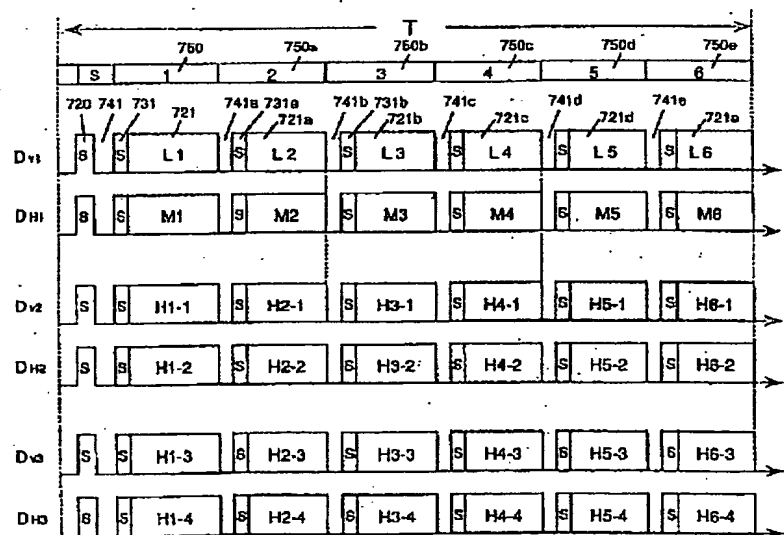 T
760 750a 750b 750c 750d 750e
S 1 2 3 4 5 6
720 741 731 721 741a 731a 721a 741b 731b 721b 741c 721c 741d 721d 741e 721e
DV1 S S L1 S L2 S L3 S L4 S L5 S L6
DH1 S S M1 S M2 S M3 S M4 S M5 S M6
DV2 S S H1-1 S H2-1 S H3-1 S H4-1 S H5-1 S H6-1
DH2 S S H1-2 S H2-2 S H3-2 S H4-2 S H5-2 S H6-2
DV3 S S H1-3 S H2-3 S H3-3 S H4-3 S H5-3 S H6-3
DH3 S S H1-4 S H2-4 S H3-4 S H4-4 S H5-4 S H6-4